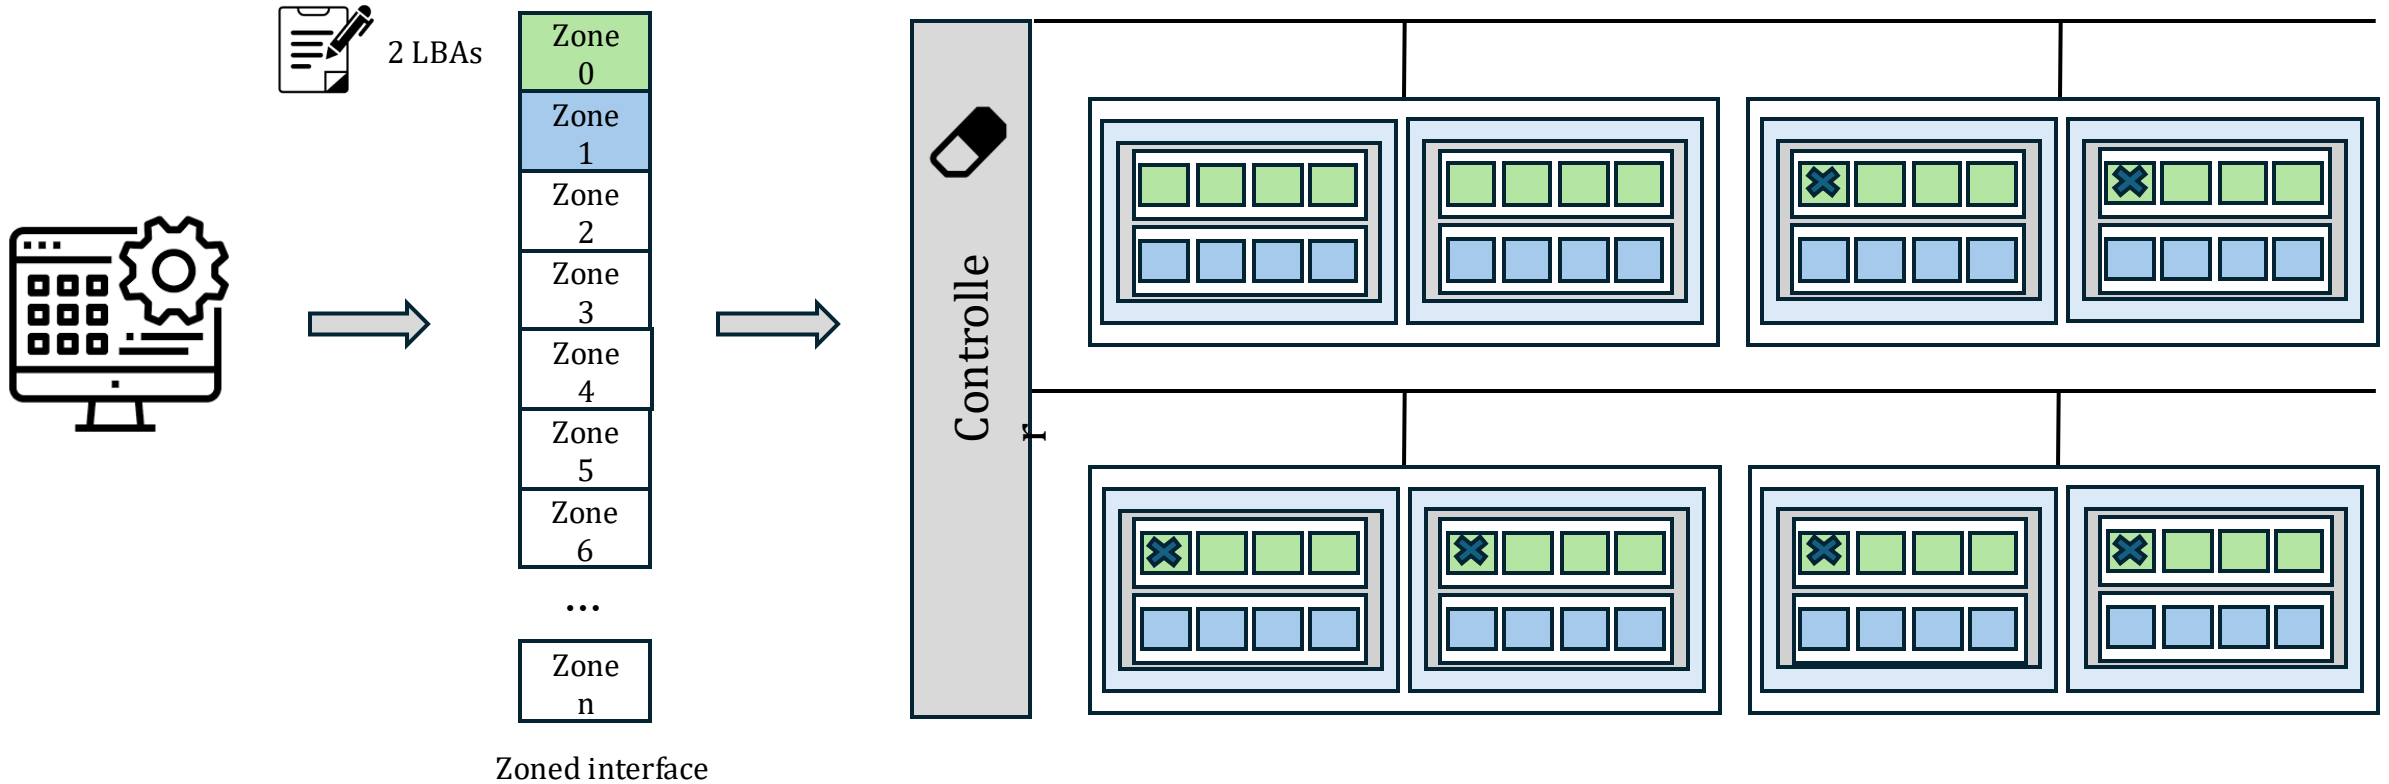 2 LBAs
Zone
0
Zone
1
Zone
2
Zone
3
Zone
4
Zone
5
Zone
6
...
Zone
n
Zoned interface
Controlle
r